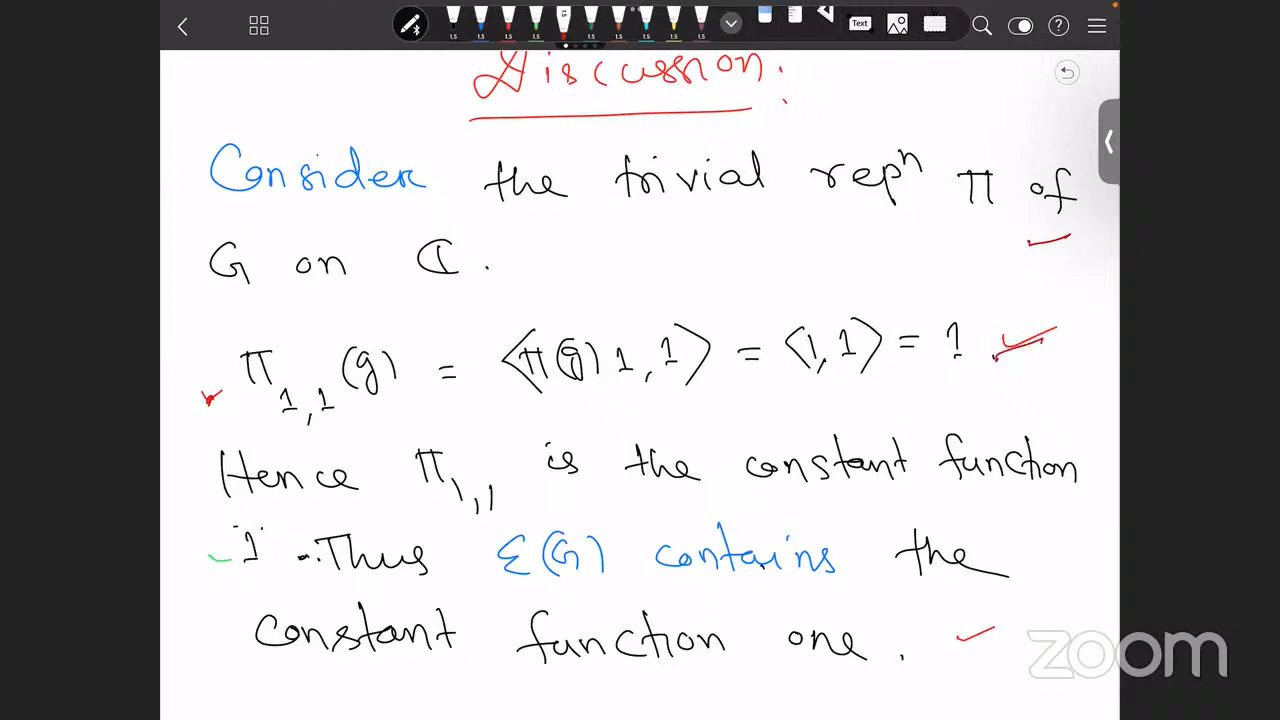 Discussion.
Consider the trivial repⁿ π of
G on ℂ.
π₁,₁(g) = ⟨π(g)1, 1⟩ = ⟨1, 1⟩ = 1
Hence π₁,₁ is the constant function
"1". Thus ε(G) contains the
constant function one.
zoom
Text